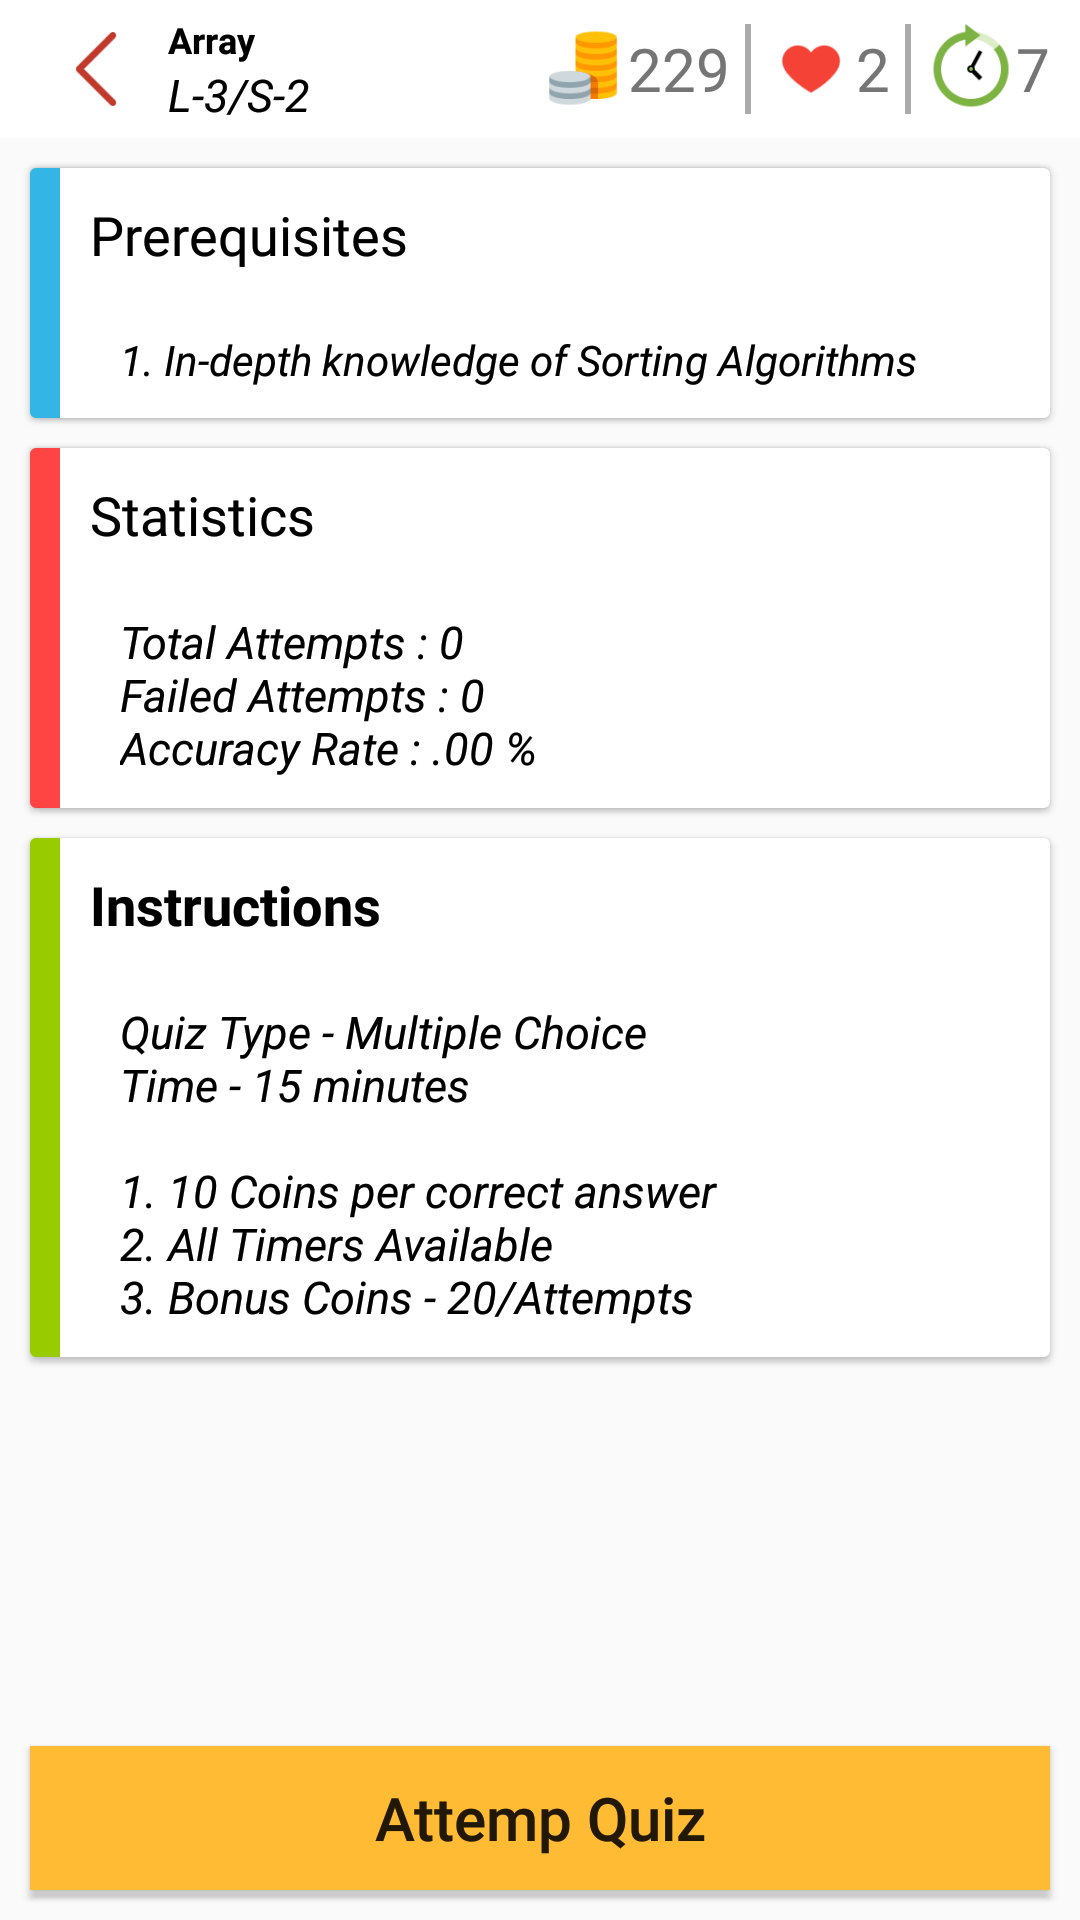 Array
L-3/S-2
229
2
7
Prerequisites
1. In-depth knowledge of Sorting Algorithms
Statistics
Total Attempts : 0
Failed Attempts : 0
Accuracy Rate : .00 %
Instructions
Quiz Type - Multiple Choice
Time - 15 minutes
1. 10 Coins per correct answer
2. All Timers Available
3. Bonus Coins - 20/Attempts
Attemp Quiz